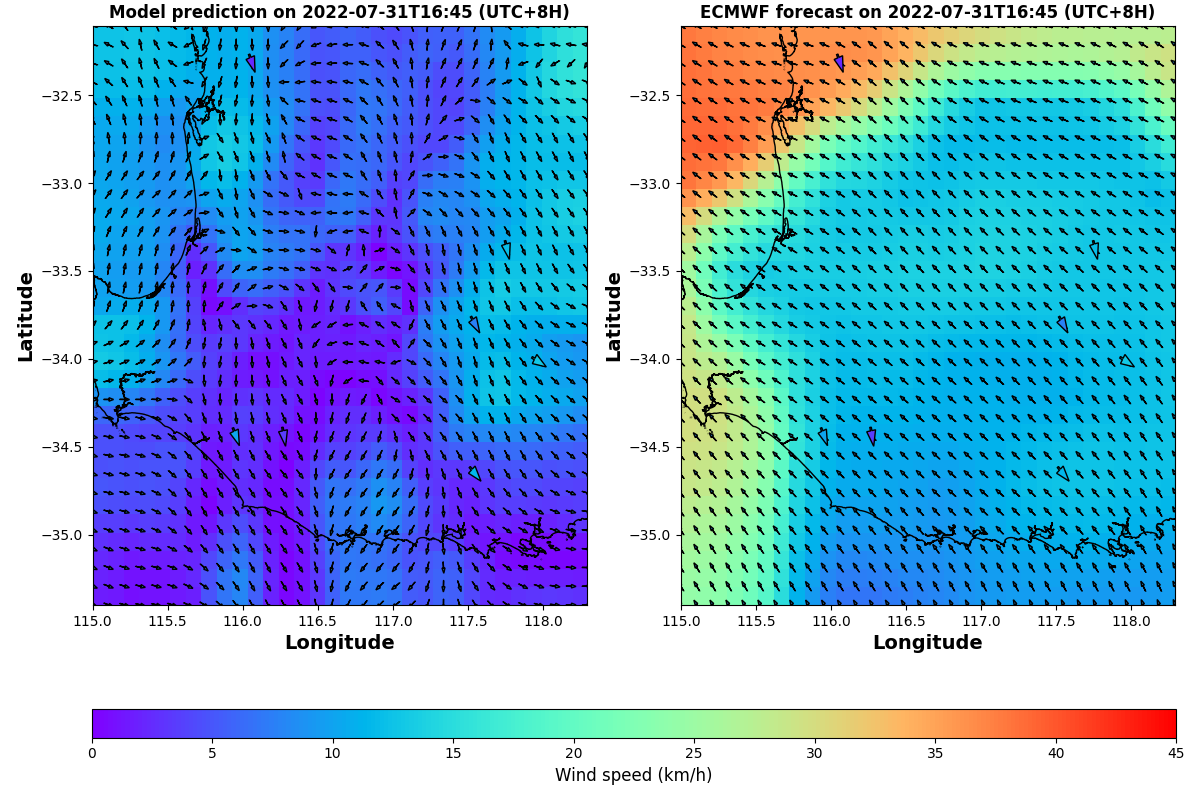 Model prediction on 2022-07-31T16:45 (UTC+8H)
ECMWF forecast on 2022-07-31T16:45 (UTC+8H)
Latitude
−32.5
−33.0
−33.5
−34.0
−34.5
−35.0
115.0 115.5 116.0 116.5 117.0 117.5 118.0
Longitude
Latitude
−32.5
−33.0
−33.5
−34.0
−34.5
−35.0
115.0 115.5 116.0 116.5 117.0 117.5 118.0
Longitude
0 5 10 15 20 25 30 35 40 45
Wind speed (km/h)